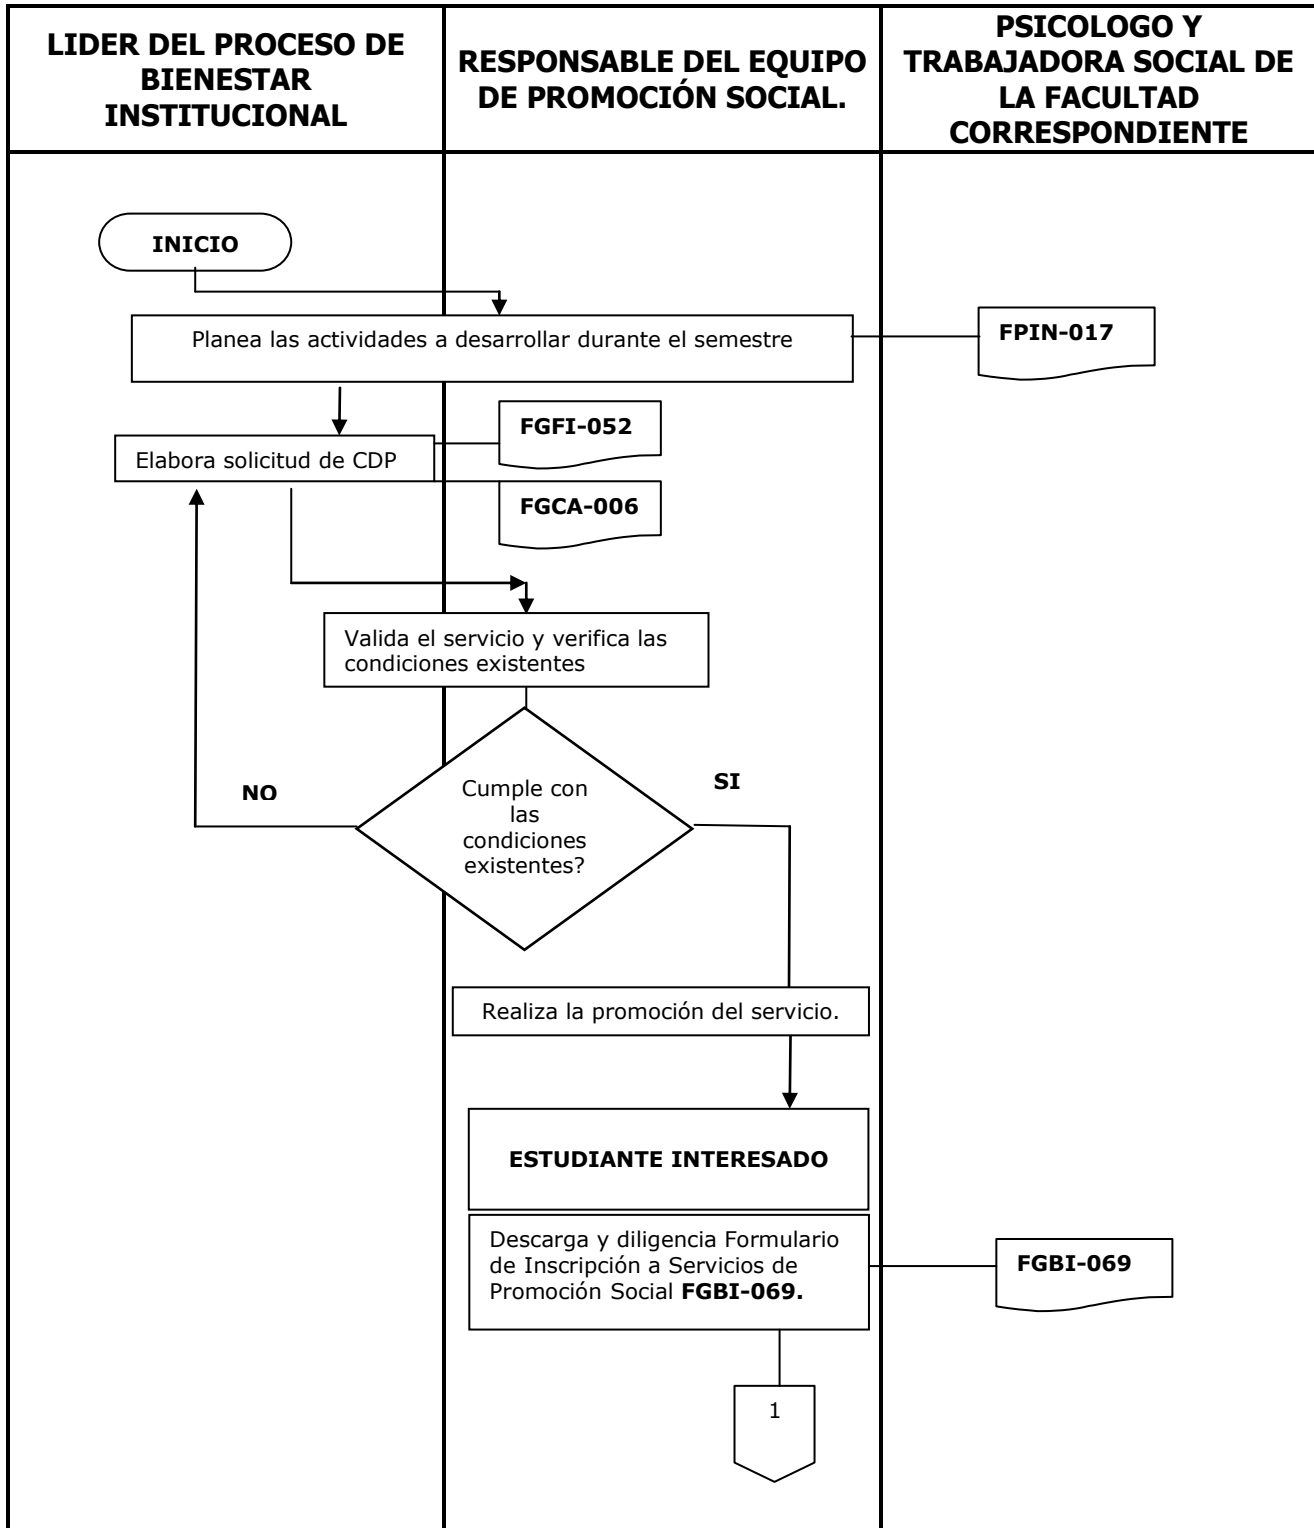 LIDER DEL PROCESO DE
BIENESTAR
INSTITUCIONAL
RESPONSABLE DEL EQUIPO
DE PROMOCIÓN SOCIAL.
PSICOLOGO Y
TRABAJADORA SOCIAL DE
LA FACULTAD
CORRESPONDIENTE
INICIO
Planea las actividades a desarrollar durante el semestre
FPIN-017
FGFI-052
Elabora solicitud de CDP
FGCA-006
Valida el servicio y verifica las
condiciones existentes
NO
Cumple con
las
condiciones
existentes?
SI
Realiza la promoción del servicio.
ESTUDIANTE INTERESADO
Descarga y diligencia Formulario
de Inscripción a Servicios de
Promoción Social FGBI-069.
FGBI-069
1